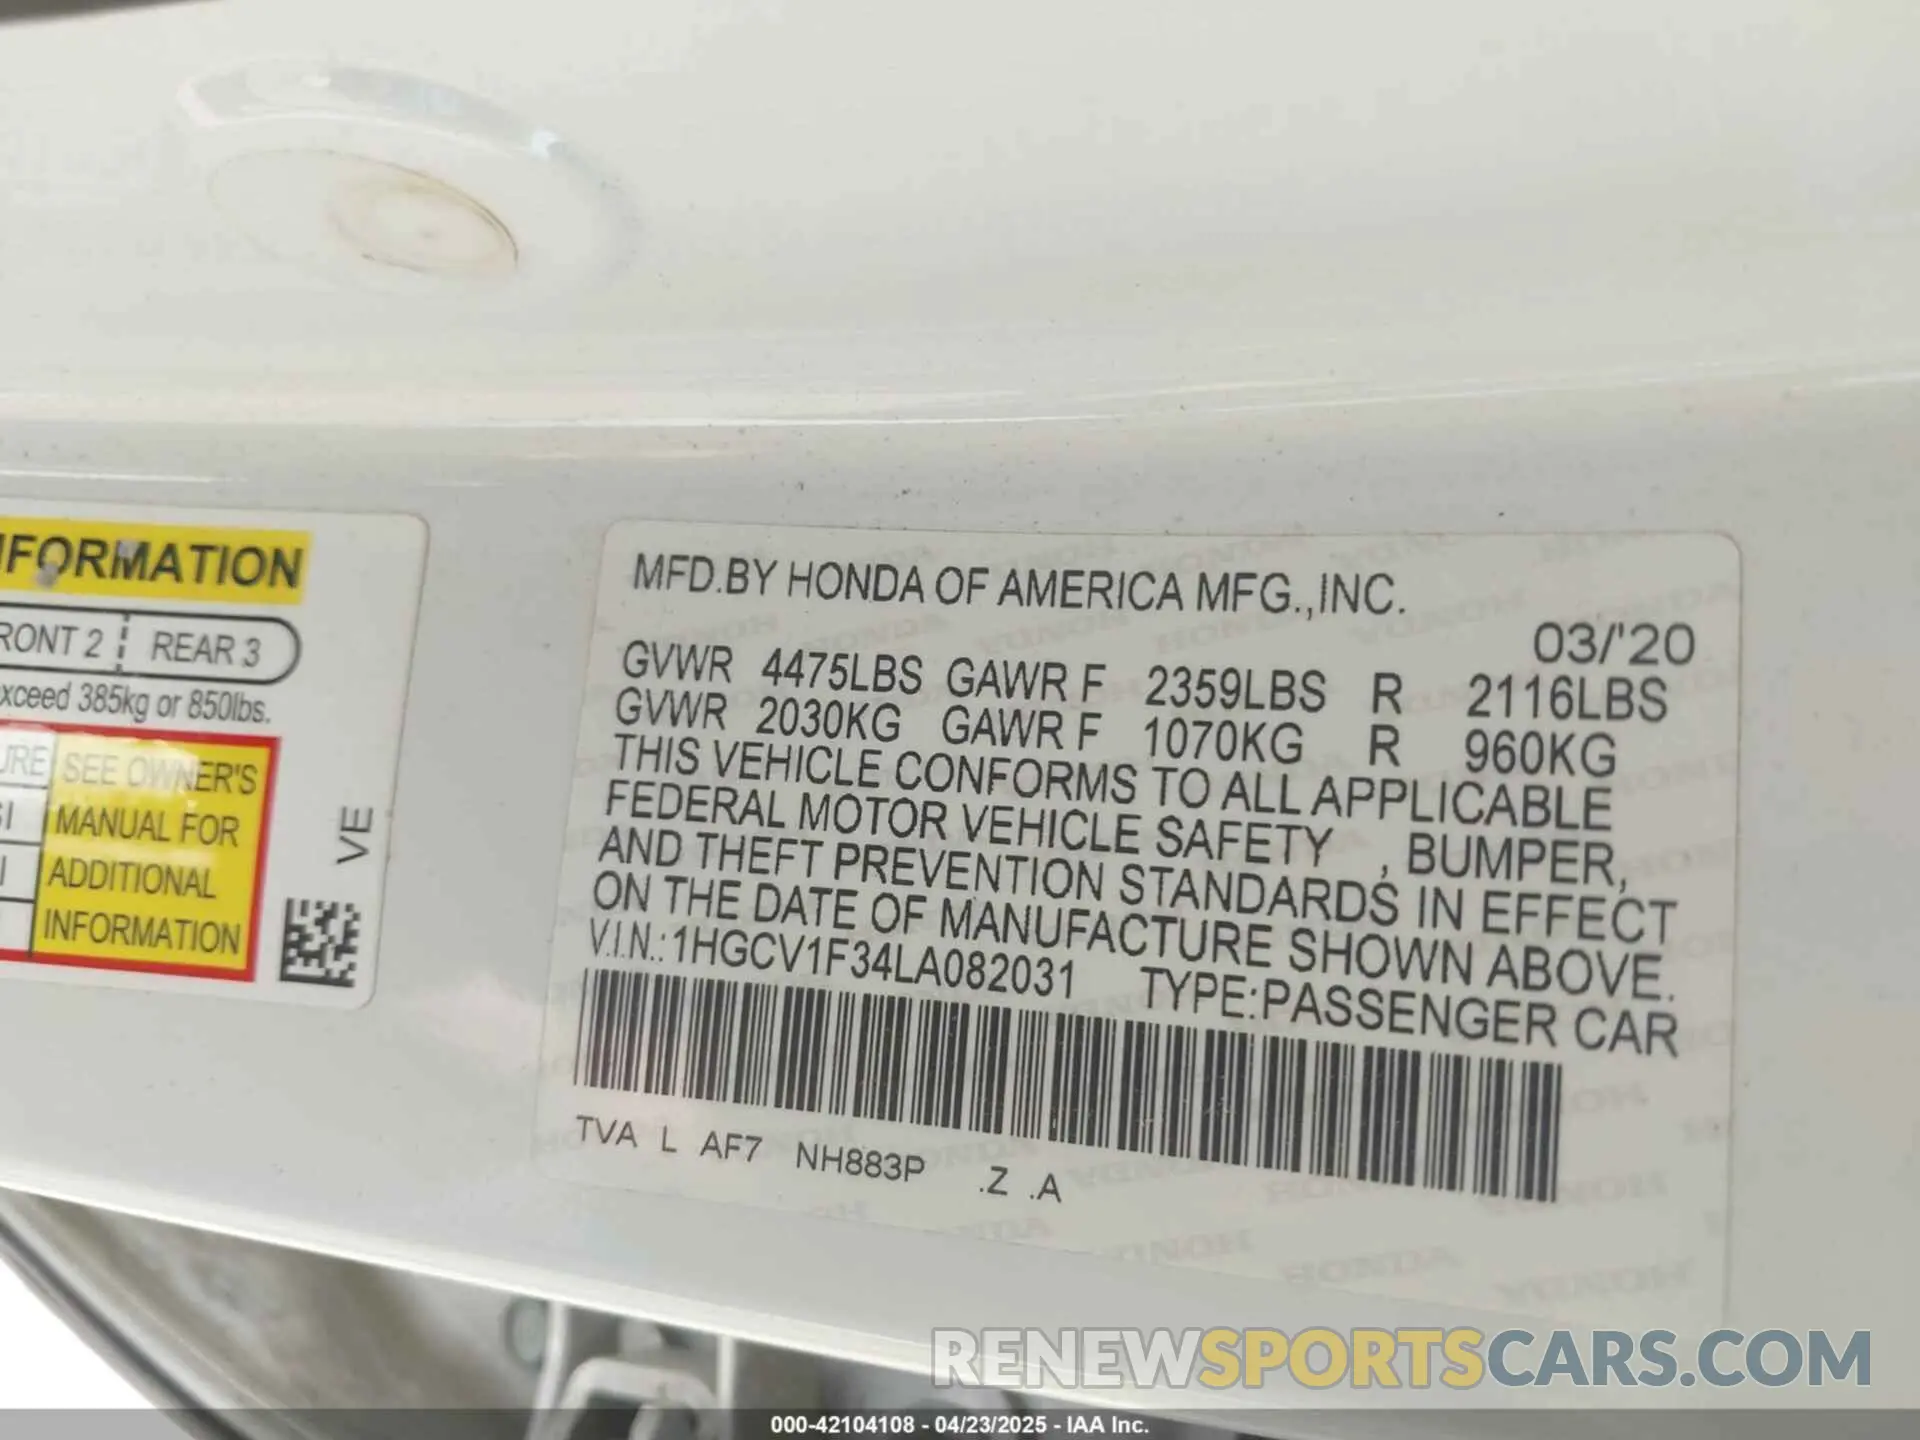 NFORMATION
RONT 2 REAR 3
xceed 385kg or 850lbs.
URE SEE OWNER'S
SI MANUAL FOR
I ADDITIONAL
INFORMATION
VE
MFD.BY HONDA OF AMERICA MFG.,INC.
03/'20
GVWR 4475LBS GAWR F 2359LBS R 2116LBS
GVWR 2030KG GAWR F 1070KG R 960KG
THIS VEHICLE CONFORMS TO ALL APPLICABLE
FEDERAL MOTOR VEHICLE SAFETY , BUMPER,
AND THEFT PREVENTION STANDARDS IN EFFECT
ON THE DATE OF MANUFACTURE SHOWN ABOVE.
V.I.N.: 1HGCV1F34LA082031 TYPE:PASSENGER CAR
TVA L AF7 NH883P .Z .A
RENEWSPORTSCARS.COM
000-42104108 - 04/23/2025 - IAA Inc.